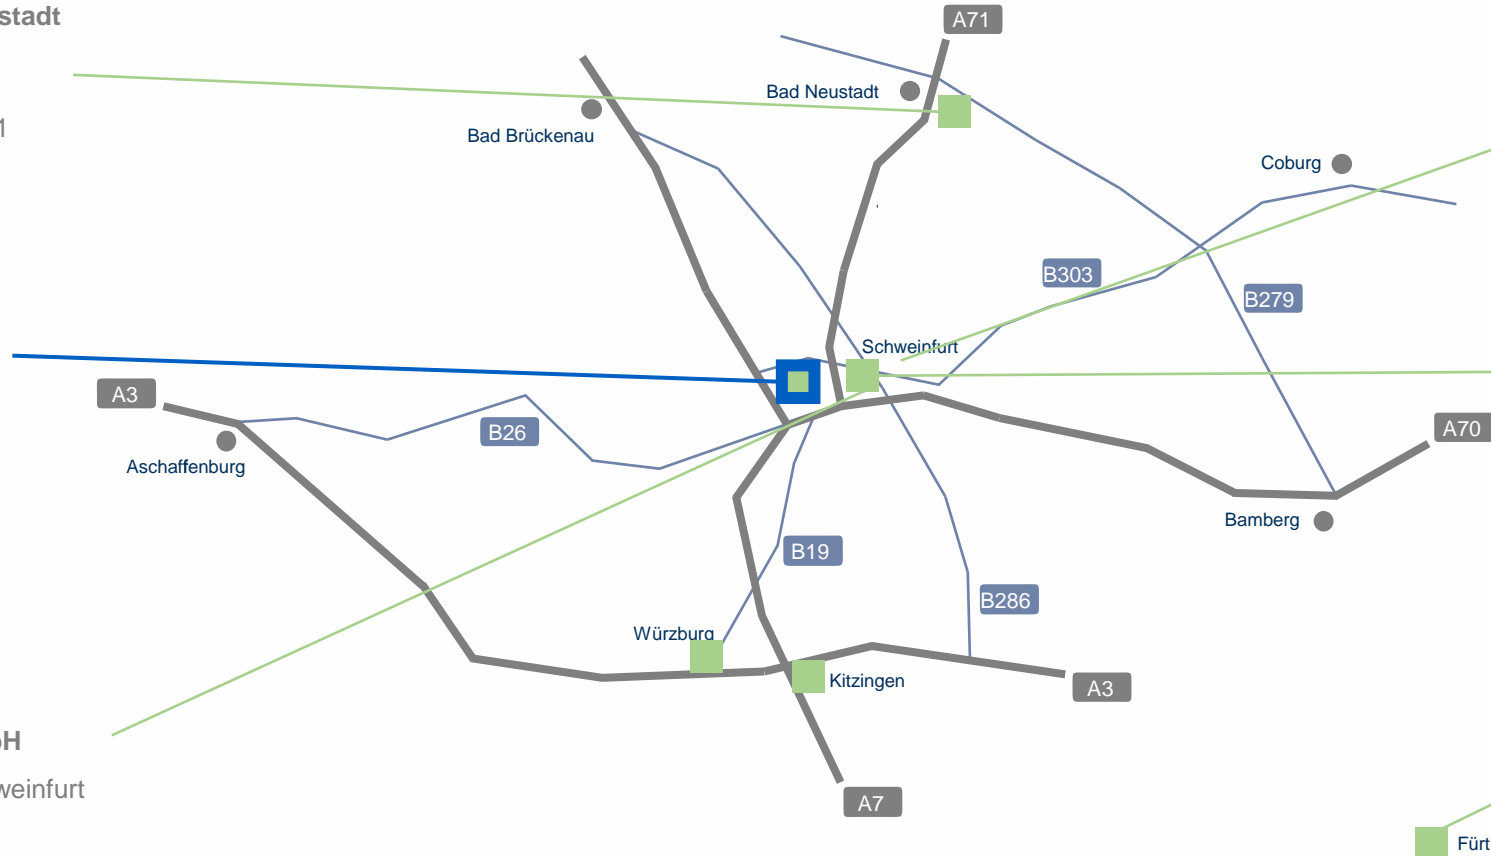 stadt
A71
Bad Neustadt
Bad Brückenau
Coburg
B303
B279
Schweinfurt
A3
B26
A70
Aschaffenburg
Bamberg
B19
B286
Würzburg
Kitzingen
A3
H
weinfurt
A7
Fürt